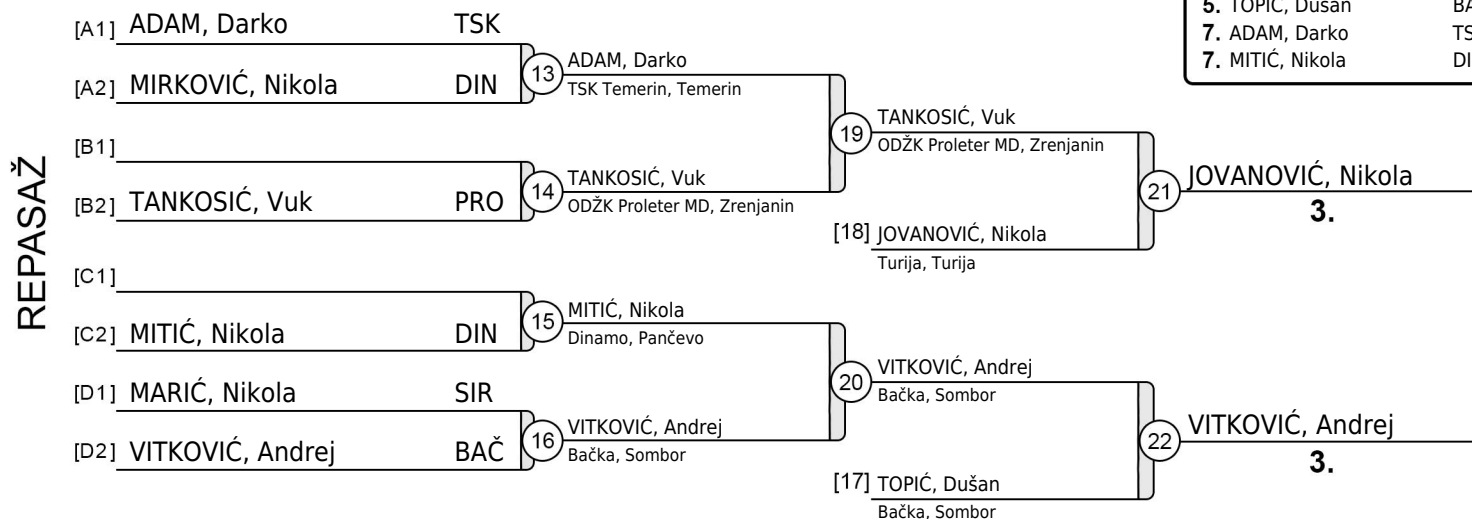 REPASAŽ
[A1] ADAM, Darko TSK
[A2] MIRKOVIĆ, Nikola DIN
[B1]
[B2] TANKOSIĆ, Vuk PRO
[C1]
[C2] MITIĆ, Nikola DIN
[D1] MARIĆ, Nikola SIR
[D2] VITKOVIĆ, Andrej BAČ
13 ADAM, Darko
TSK Temerin, Temerin
14 TANKOSIĆ, Vuk
ODŽK Proleter MD, Zrenjanin
15 MITIĆ, Nikola
Dinamo, Pančevo
16 VITKOVIĆ, Andrej
Bačka, Sombor
19 TANKOSIĆ, Vuk
ODŽK Proleter MD, Zrenjanin
[18] JOVANOVIĆ, Nikola
Turija, Turija
20 VITKOVIĆ, Andrej
Bačka, Sombor
[17] TOPIĆ, Dušan
Bačka, Sombor
21 JOVANOVIĆ, Nikola
3.
22 VITKOVIĆ, Andrej
3.
5. TOPIĆ, Dušan
7. ADAM, Darko
7. MITIĆ, Nikola